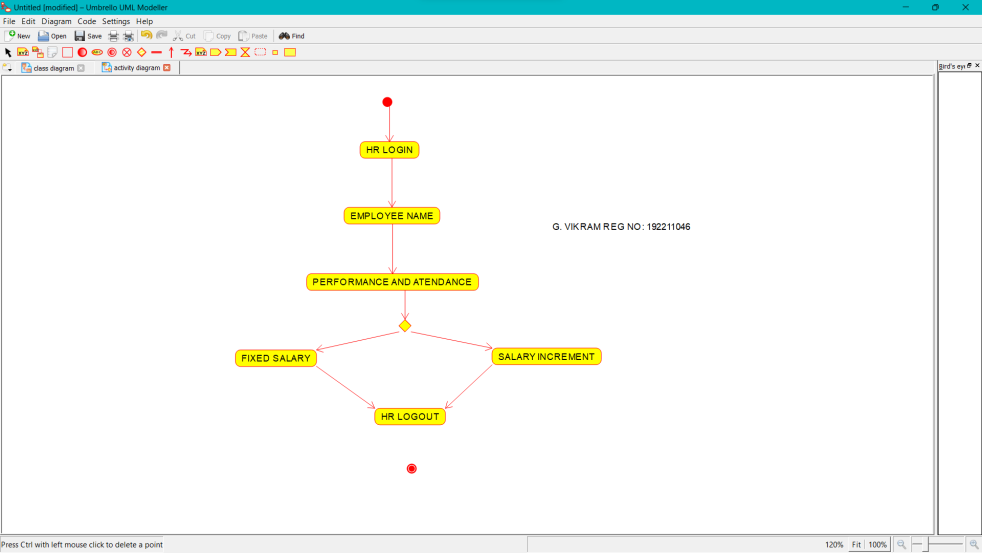 Untitled [modified] – Umbrello UML Modeller
File Edit Diagram Code Settings Help
New Open Save Cut Copy Paste Find
class diagram activity diagram Bird's eye
HR LOGIN
EMPLOYEE NAME
G. VIKRAM REG NO: 192211046
PERFORMANCE AND ATENDANCE
FIXED SALARY SALARY INCREMENT
HR LOGOUT
Press Ctrl with left mouse click to delete a point 120% Fit 100%